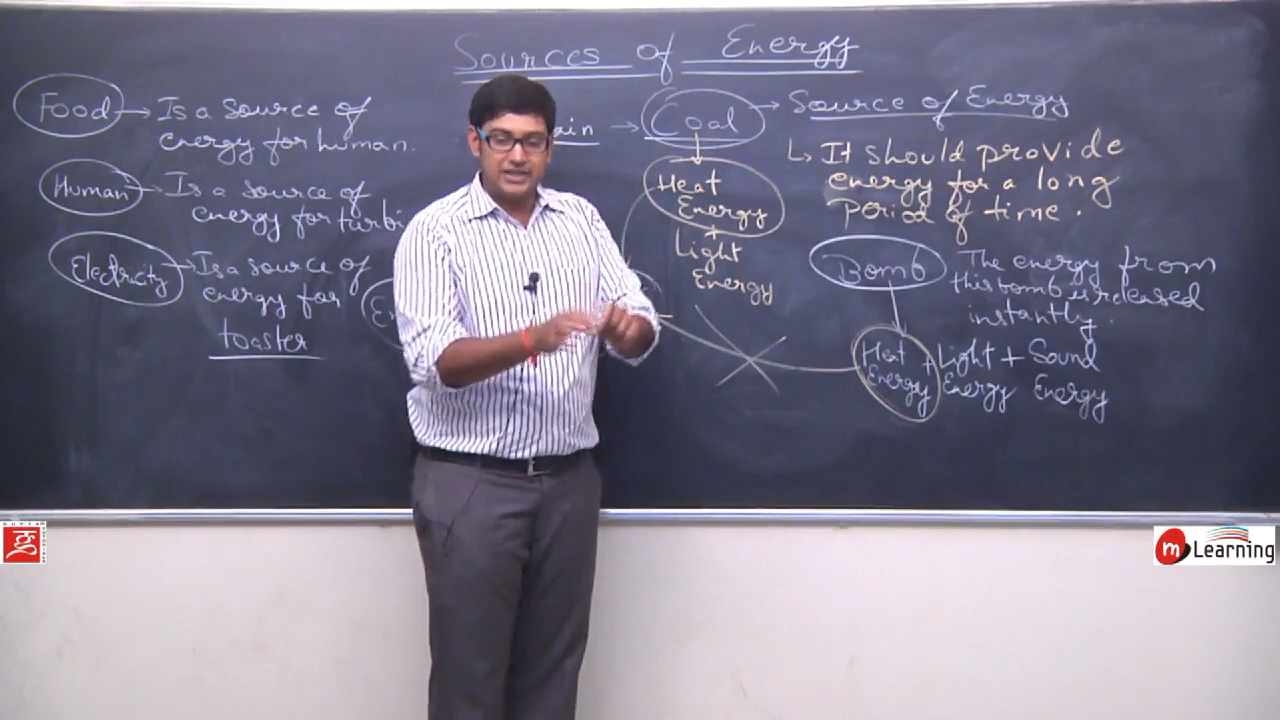 Sources of Energy
Food → Is a source of
energy for human.
Human → Is a source of
energy for turbi
Electricity → Is a source of
energy for
toaster
ain → Coal → Source of Energy
Heat
Energy
+
Light
Energy
↳ It should provide
energy for a long
period of time.
Bomb
The energy from
this bomb is released
instantly.
Heat + Light + Sound
Energy Energy Energy
GUPTA
TUTORIALS
m Learning